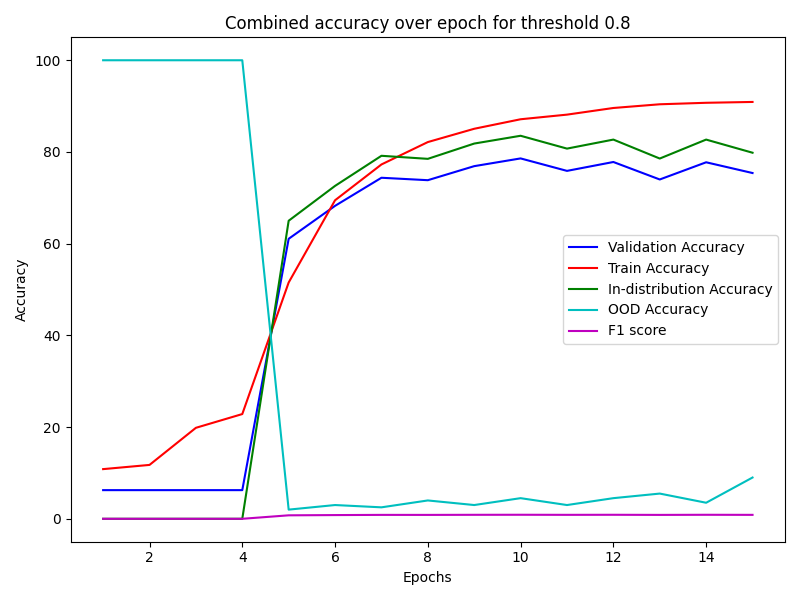 Combined accuracy over epoch for threshold 0.8
100
80
60
40
20
0
Accuracy
Validation Accuracy
Train Accuracy
In-distribution Accuracy
OOD Accuracy
F1 score
2 4 6 8 10 12 14
Epochs